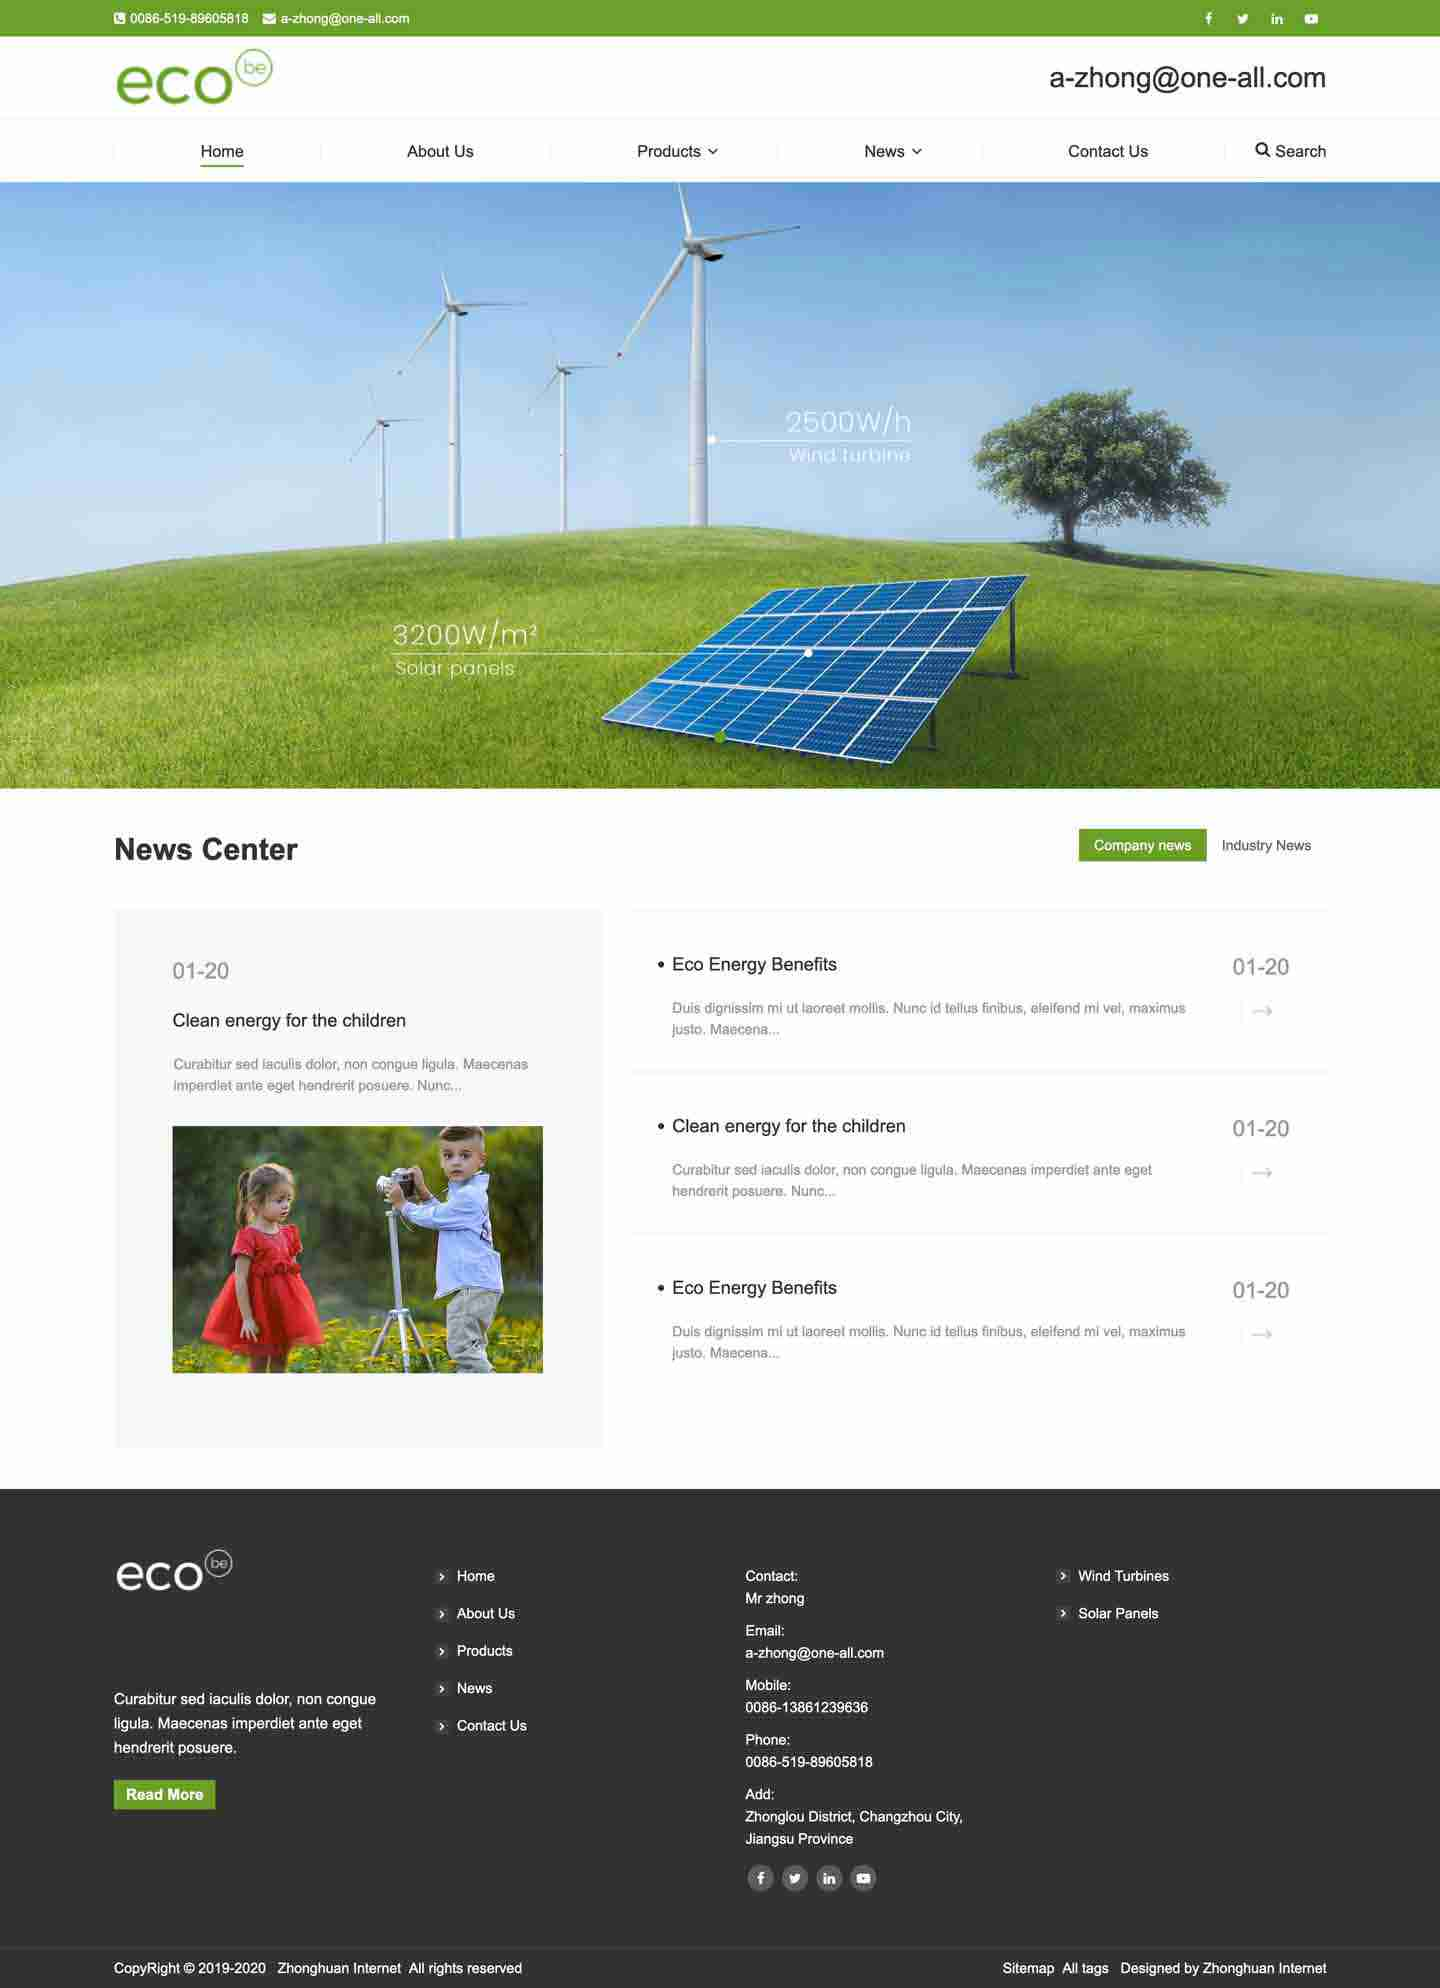 0086-519-89605818 a-zhong@one-all.com
eco be
a-zhong@one-all.com
Home About Us Products News Contact Us Search
2500W/h
Wind turbine
3200W/m²
Solar panels
News Center
Company news Industry News
01-20
Clean energy for the children
Curabitur sed iaculis dolor, non congue ligula. Maecenas
imperdiet ante eget hendrerit posuere. Nunc...
• Eco Energy Benefits 01-20
Duis dignissim mi ut laoreet mollis. Nunc id tellus finibus, eleifend mi vel, maximus
justo. Maecena...
• Clean energy for the children 01-20
Curabitur sed iaculis dolor, non congue ligula. Maecenas imperdiet ante eget
hendrerit posuere. Nunc...
• Eco Energy Benefits 01-20
Duis dignissim mi ut laoreet mollis. Nunc id tellus finibus, eleifend mi vel, maximus
justo. Maecena...
eco be
Curabitur sed iaculis dolor, non congue
ligula. Maecenas imperdiet ante eget
hendrerit posuere.
Read More
Home
About Us
Products
News
Contact Us
Contact:
Mr zhong
Email:
a-zhong@one-all.com
Mobile:
0086-13861239636
Phone:
0086-519-89605818
Add:
Zhonglou District, Changzhou City,
Jiangsu Province
Wind Turbines
Solar Panels
CopyRight © 2019-2020 Zhonghuan Internet All rights reserved
Sitemap All tags Designed by Zhonghuan Internet